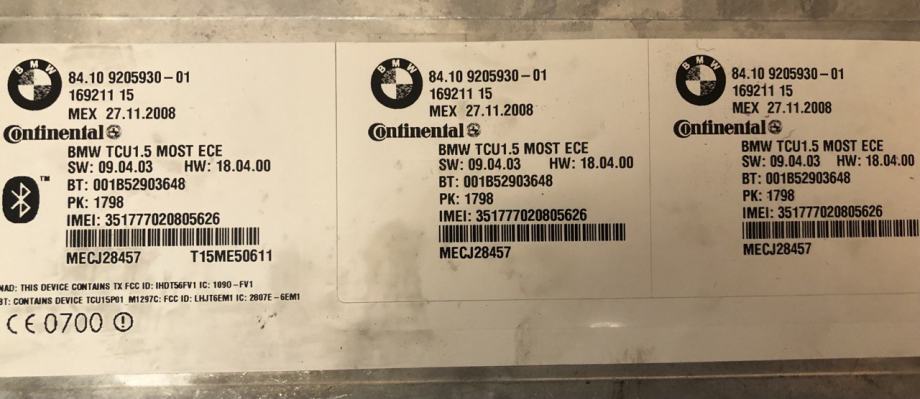 BMW
84.10 9205930-01
169211 15
MEX 27.11.2008
Continental
BMW TCU1.5 MOST ECE
SW: 09.04.03 HW: 18.04.00
BT: 001B52903648
PK: 1798
IMEI: 351777020805626
MECJ28457 T15ME50611
NAD: THIS DEVICE CONTAINS TX FCC ID: IHDT56FV1 IC: 109O-FV1
BT: CONTAINS DEVICE TCU15P01 M1297C: FCC ID: LHJT6EM1 IC: 2807E-6EM1
CE 0700
BMW
84.10 9205930-01
169211 15
MEX 27.11.2008
Continental
BMW TCU1.5 MOST ECE
SW: 09.04.03 HW: 18.04.00
BT: 001B52903648
PK: 1798
IMEI: 351777020805626
MECJ28457
BMW
84.10 9205930-01
169211 15
MEX 27.11.2008
Continental
BMW TCU1.5 MOST ECE
SW: 09.04.03 HW: 18.04.00
BT: 001B52903648
PK: 1798
IMEI: 351777020805626
MECJ28457